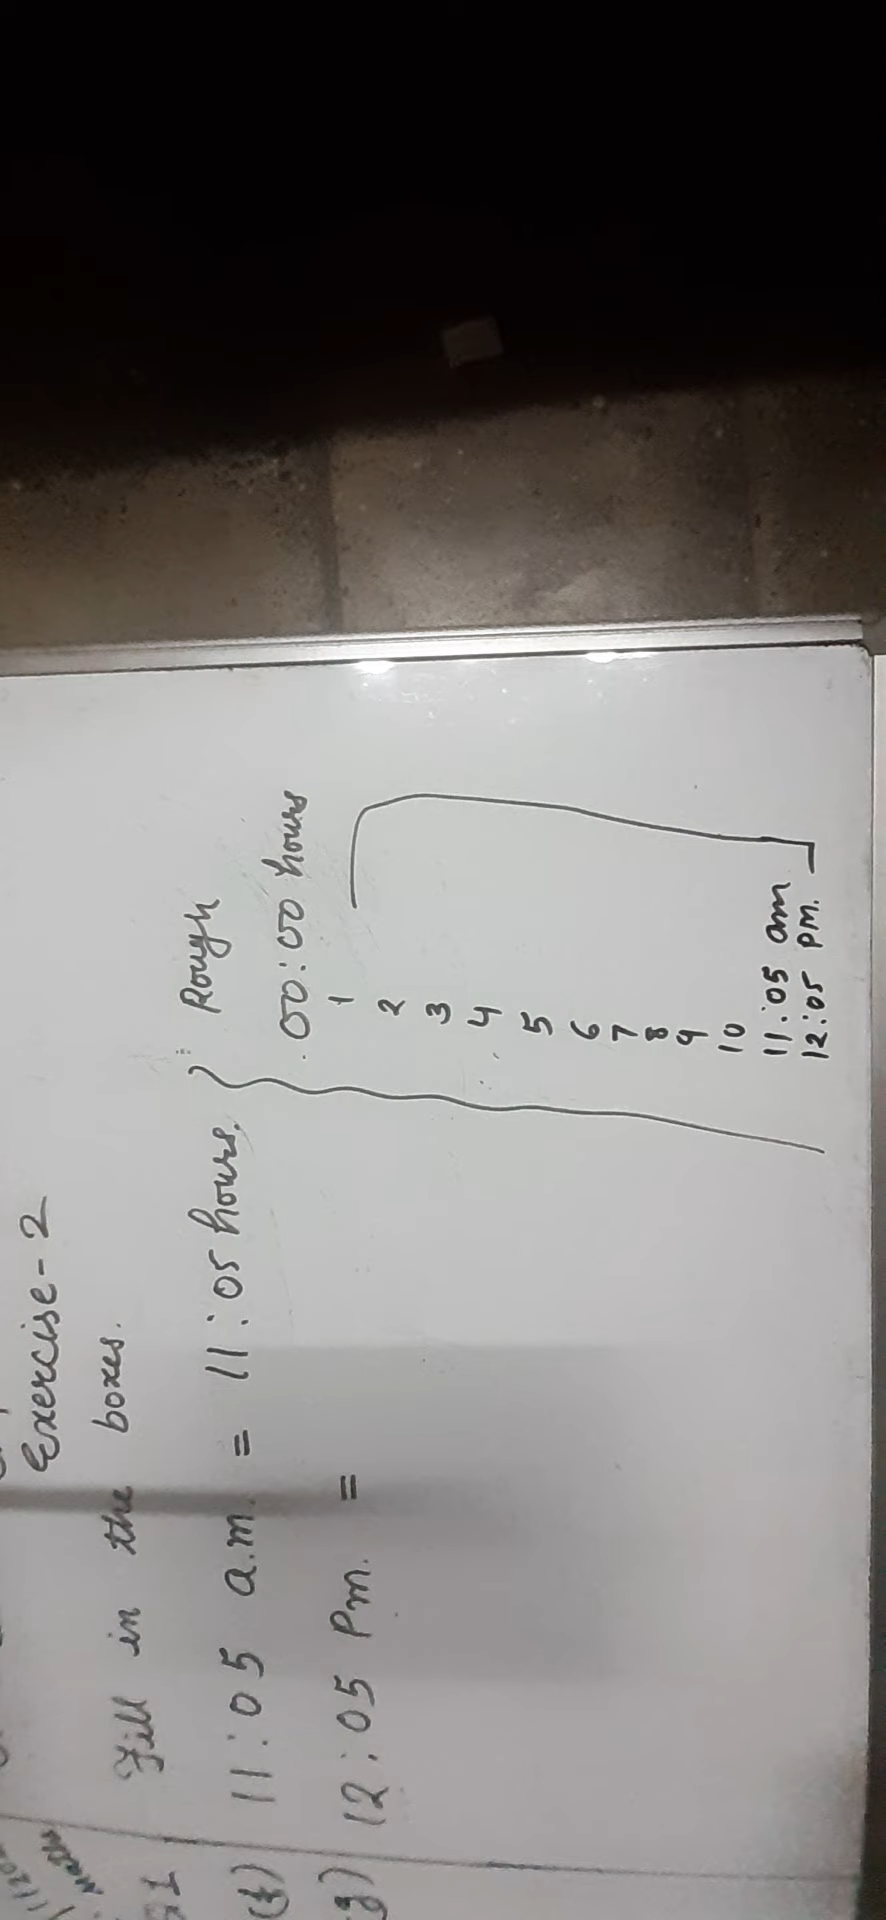 Exercise-2
Fill in the boxes.
(f) 11:05 a.m. = 11:05 hours.
g) 12:05 Pm. =
Rough
00:00 hours
1
2
3
4
5
6
7
8
9
10
11:05 am
12:05 pm.